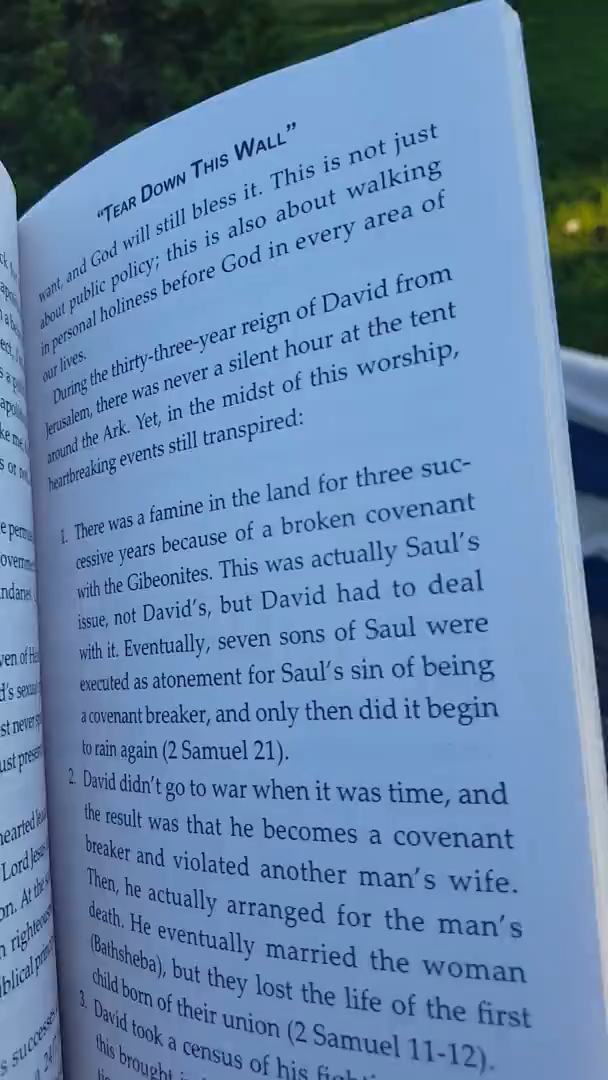 "TEAR DOWN THIS WALL"
want, and God will still bless it. This is not just
about public policy; this is also about walking
in personal holiness before God in every area of
our lives.
During the thirty-three-year reign of David from
Jerusalem, there was never a silent hour at the tent
around the Ark. Yet, in the midst of this worship,
heartbreaking events still transpired:
1. There was a famine in the land for three suc-
cessive years because of a broken covenant
with the Gibeonites. This was actually Saul's
issue, not David's, but David had to deal
with it. Eventually, seven sons of Saul were
executed as atonement for Saul's sin of being
a covenant breaker, and only then did it begin
to rain again (2 Samuel 21).
2. David didn't go to war when it was time, and
the result was that he becomes a covenant
breaker and violated another man's wife.
Then, he actually arranged for the man's
death. He eventually married the woman
(Bathsheba), but they lost the life of the first
child born of their union (2 Samuel 11-12).
3. David took a census of his
this brought